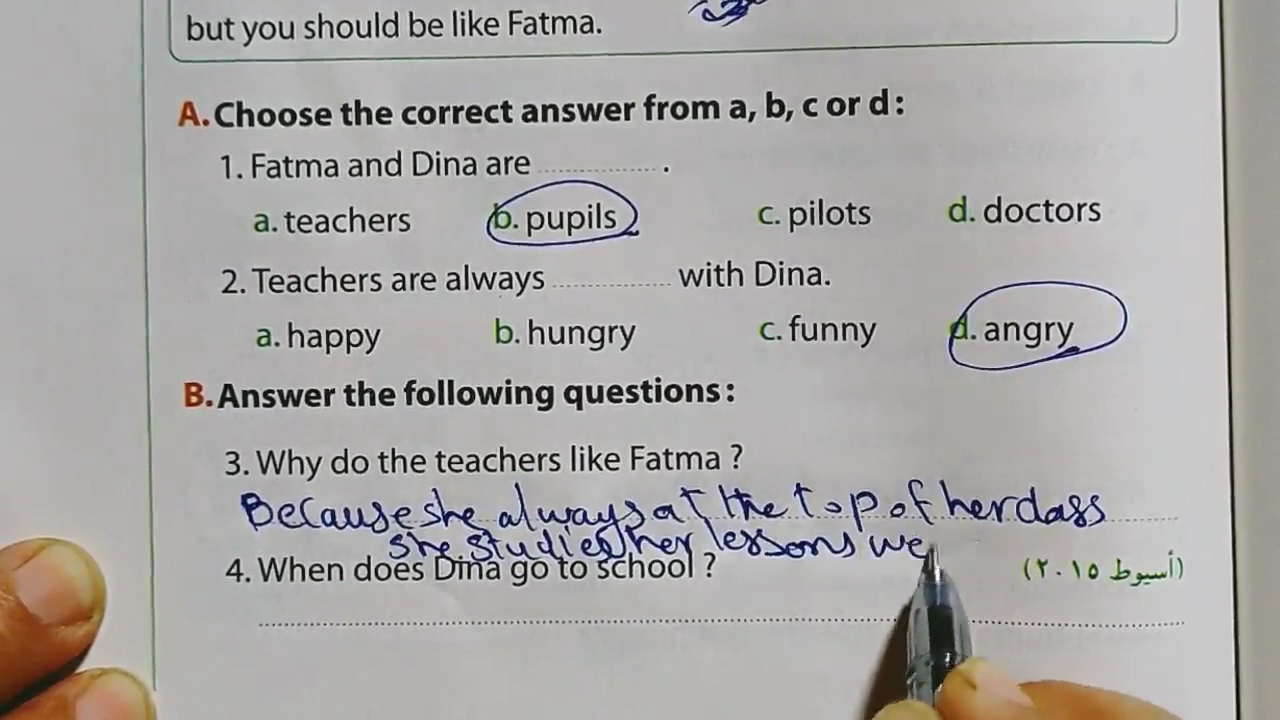 but you should be like Fatma.
A. Choose the correct answer from a, b, c or d:
1. Fatma and Dina are .................... .
a. teachers b. pupils c. pilots d. doctors
2. Teachers are always .................... with Dina.
a. happy b. hungry c. funny d. angry
B. Answer the following questions:
3. Why do the teachers like Fatma ?
Because she always at the top of her class
she studies her lessons we
4. When does Dina go to school ? (أسيوط ٢٠١٥)